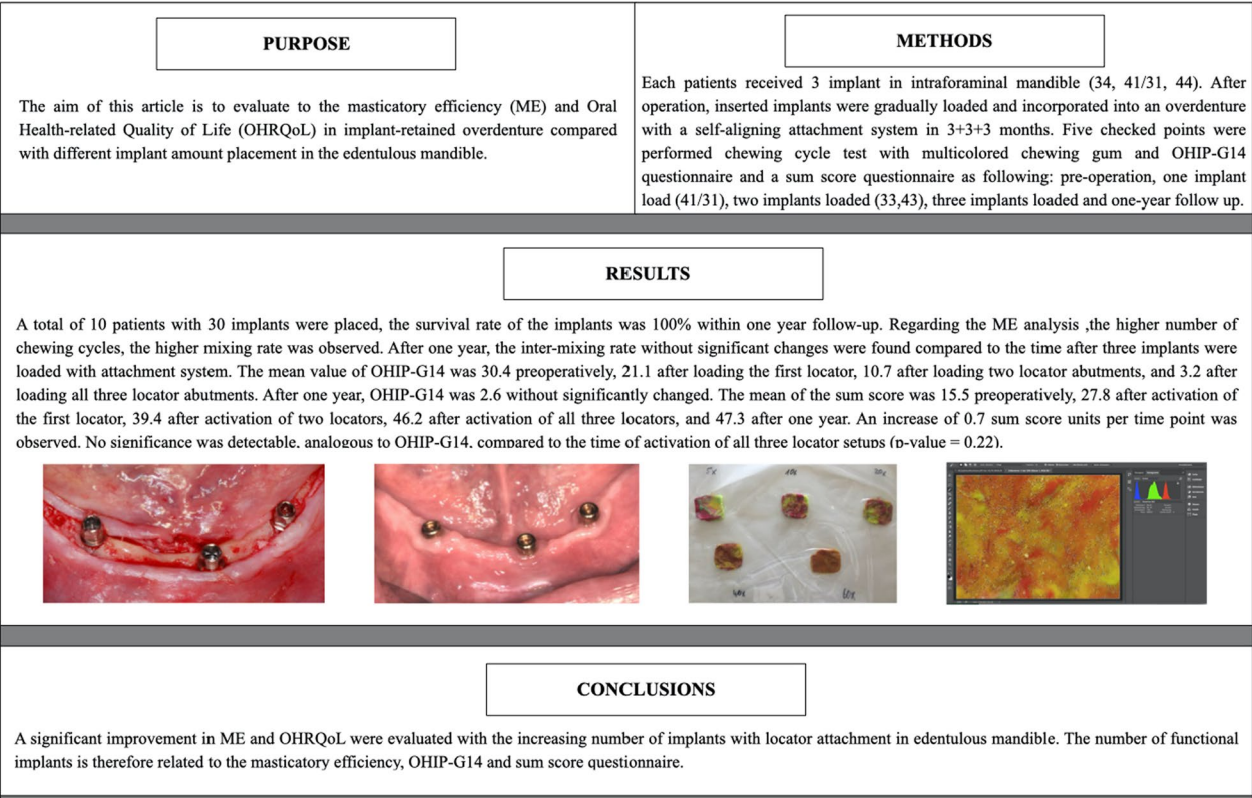 PURPOSE
The aim of this article is to evaluate to the masticatory efficiency (ME) and Oral
Health-related Quality of Life (OHRQoL) in implant-retained overdenture compared
with different implant amount placement in the edentulous mandible.
METHODS
Each patients received 3 implant in intraforaminal mandible (34, 41/31, 44). After
operation, inserted implants were gradually loaded and incorporated into an overdenture
with a self-aligning attachment system in 3+3+3 months. Five checked points were
performed chewing cycle test with multicolored chewing gum and OHIP-G14
questionnaire and a sum score questionnaire as following: pre-operation, one implant
load (41/31), two implants loaded (33,43), three implants loaded and one-year follow up.
RESULTS
A total of 10 patients with 30 implants were placed, the survival rate of the implants was 100% within one year follow-up. Regarding the ME analysis ,the higher number of
chewing cycles, the higher mixing rate was observed. After one year, the inter-mixing rate without significant changes were found compared to the time after three implants were
loaded with attachment system. The mean value of OHIP-G14 was 30.4 preoperatively, 21.1 after loading the first locator, 10.7 after loading two locator abutments, and 3.2 after
loading all three locator abutments. After one year, OHIP-G14 was 2.6 without significantly changed. The mean of the sum score was 15.5 preoperatively, 27.8 after activation of
the first locator, 39.4 after activation of two locators, 46.2 after activation of all three locators, and 47.3 after one year. An increase of 0.7 sum score units per time point was
observed. No significance was detectable, analogous to OHIP-G14, compared to the time of activation of all three locator setups (p-value = 0.22).
5x 10x 20x
40x 60x
CONCLUSIONS
A significant improvement in ME and OHRQoL were evaluated with the increasing number of implants with locator attachment in edentulous mandible. The number of functional
implants is therefore related to the masticatory efficiency, OHIP-G14 and sum score questionnaire.